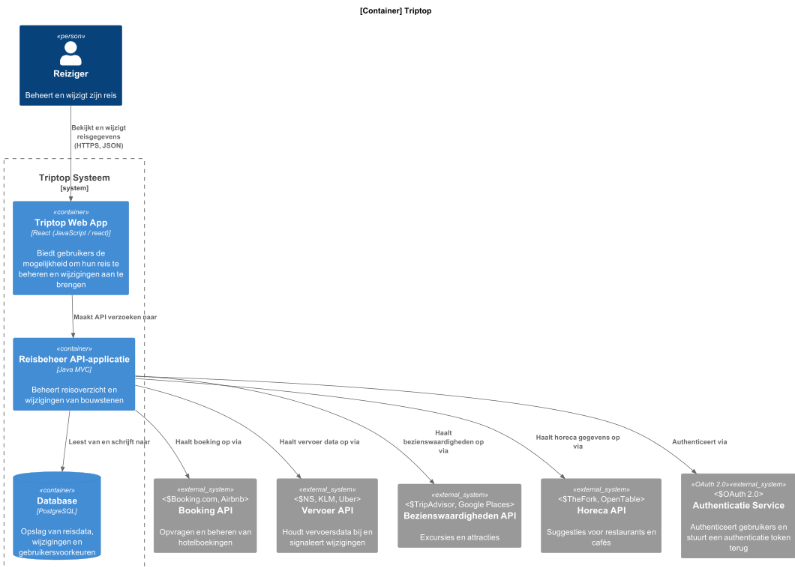 [Container] Triptop
«person»
Reiziger
Beheert en wijzigt zijn reis
Bekijkt en wijzigt
reisgegevens
(HTTPS, JSON)
Triptop Systeem
[system]
«container»
Triptop Web App
[React (JavaScript / react)]
Biedt gebruikers de
mogelijkheid om hun reis te
beheren en wijzigingen aan te
brengen
Maakt API verzoeken naar
«container»
Reisbeheer API-applicatie
[Java MVC]
Beheert reisoverzicht en
wijzigingen van bouwstenen
Leest van en schrijft naar
Haalt boeking op via
Haalt vervoer data op via
Haalt
bezienswaardigheden op
via
Haalt horeca gegevens op
via
Authenticeert via
«container»
Database
[PostgreSQL]
Opslag van reisdata,
wijzigingen en
gebruikersvoorkeuren
«external_system»
<$Booking.com, Airbnb>
Booking API
Opvragen en beheren van
hotelboekingen
«external_system»
<$NS, KLM, Uber>
Vervoer API
Houdt vervoersdata bij en
signaleert wijzigingen
«external_system»
<$TripAdvisor, Google Places>
Bezienswaardigheden API
Excursies en attracties
«external_system»
<$TheFork, OpenTable>
Horeca API
Suggesties voor restaurants en
cafés
«OAuth 2.0»«external_system»
<$OAuth 2.0>
Authenticatie Service
Authenticeert gebruikers en
stuurt een authenticatie token
terug